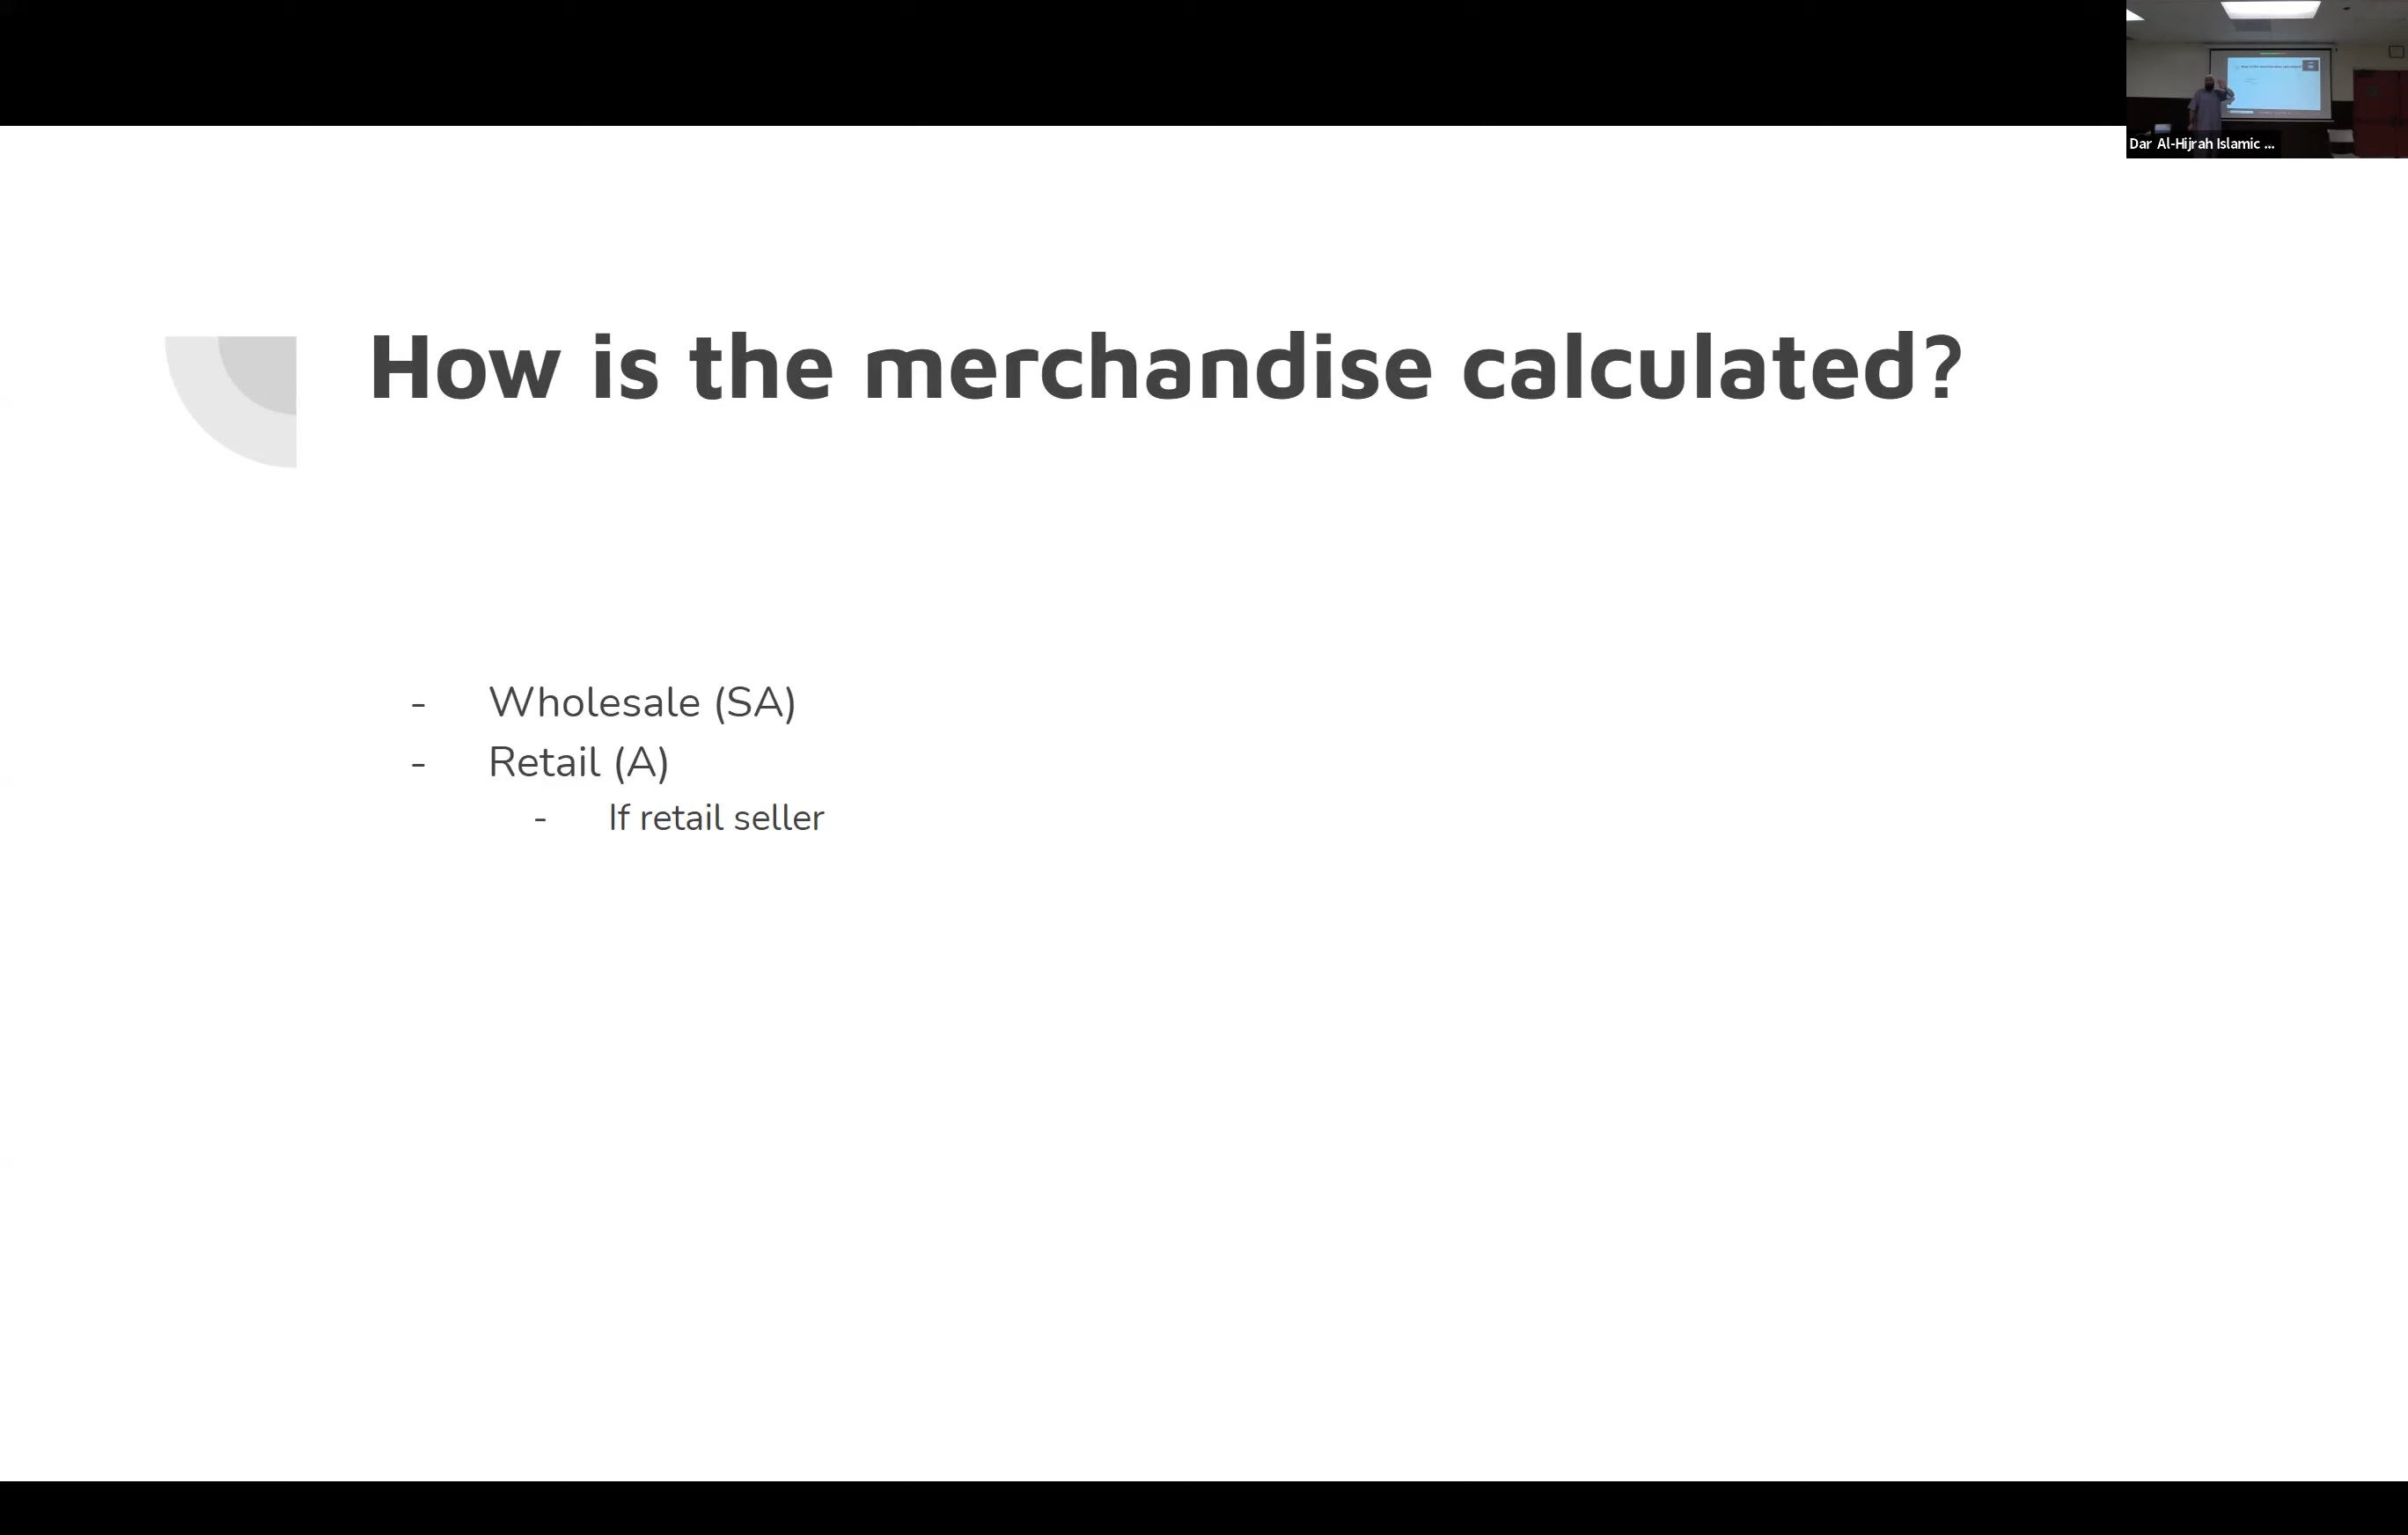 Dar Al-Hijrah Islamic ...
How is the merchandise calculated?
- Wholesale (SA)
- Retail (A)
- If retail seller